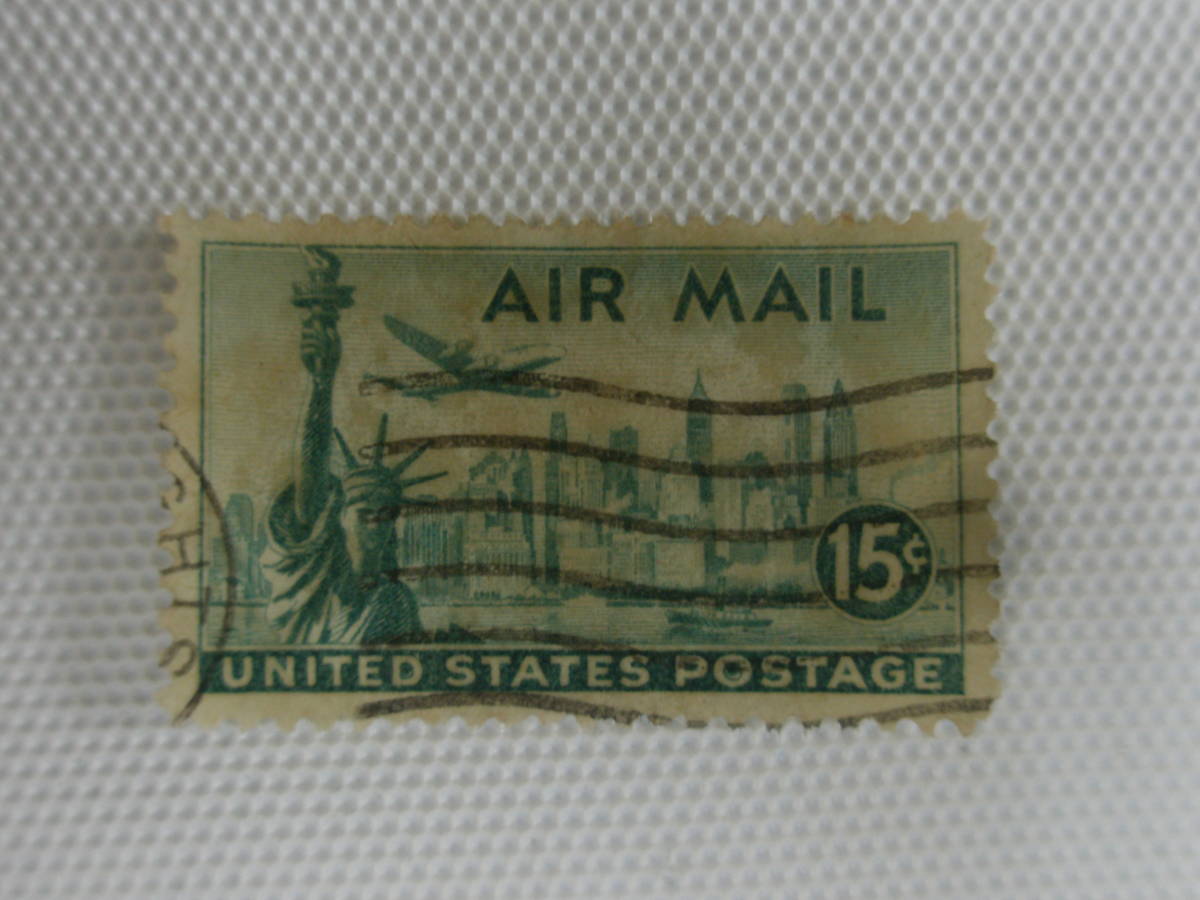 AIR MAIL
15¢
UNITED STATES POSTAGE